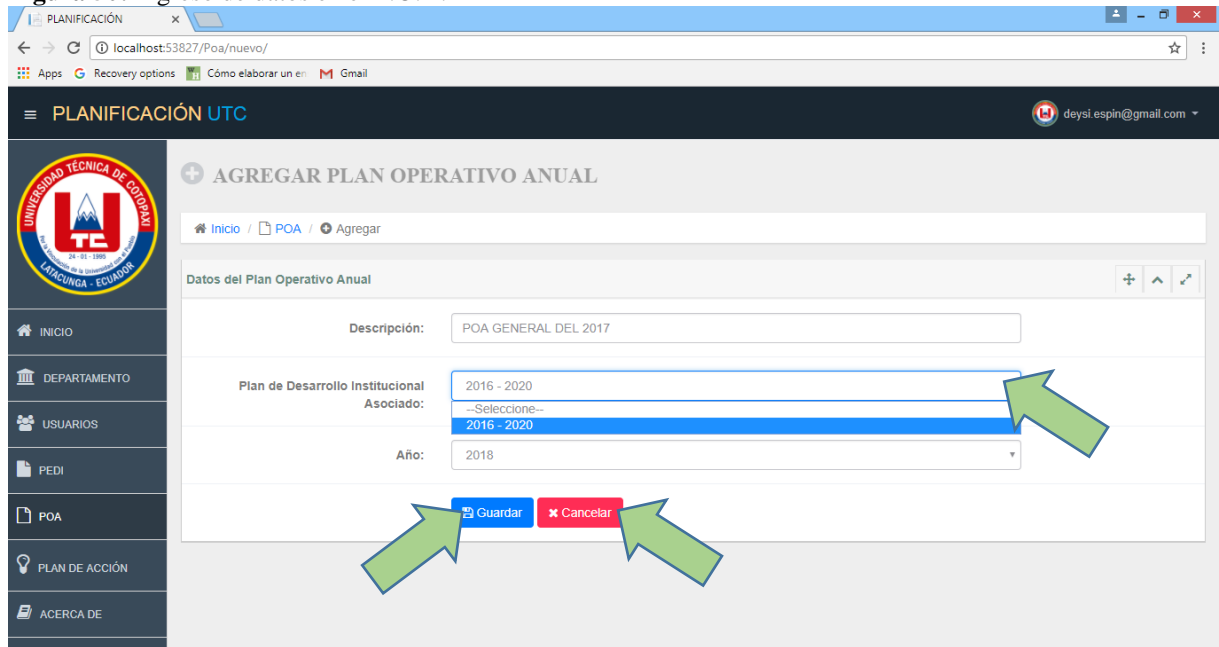 PLANIFICACIÓN
localhost:53827/Poa/nuevo/
Apps Recovery options Cómo elaborar un en Gmail
PLANIFICACIÓN UTC
deysi.espin@gmail.com
UNIVERSIDAD TÉCNICA DE COTOPAXI
UTC
24 - 01 - 1995
LATACUNGA - ECUADOR
AGREGAR PLAN OPERATIVO ANUAL
Inicio / POA / Agregar
Datos del Plan Operativo Anual
Descripción: POA GENERAL DEL 2017
Plan de Desarrollo Institucional
Asociado:
2016 - 2020
--Seleccione--
2016 - 2020
Año: 2018
Guardar Cancelar
INICIO
DEPARTAMENTO
USUARIOS
PEDI
POA
PLAN DE ACCIÓN
ACERCA DE